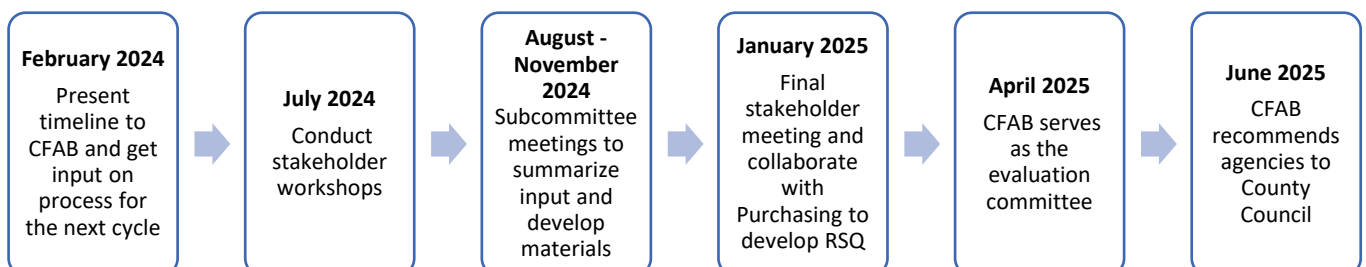 February 2024
Present
timeline to
CFAB and get
input on
process for
the next cycle
July 2024
Conduct
stakeholder
workshops
August -
November
2024
Subcommittee
meetings to
summarize
input and
develop
materials
January 2025
Final
stakeholder
meeting and
collaborate
with
Purchasing to
develop RSQ
April 2025
CFAB serves
as the
evaluation
committee
June 2025
CFAB
recommends
agencies to
County
Council